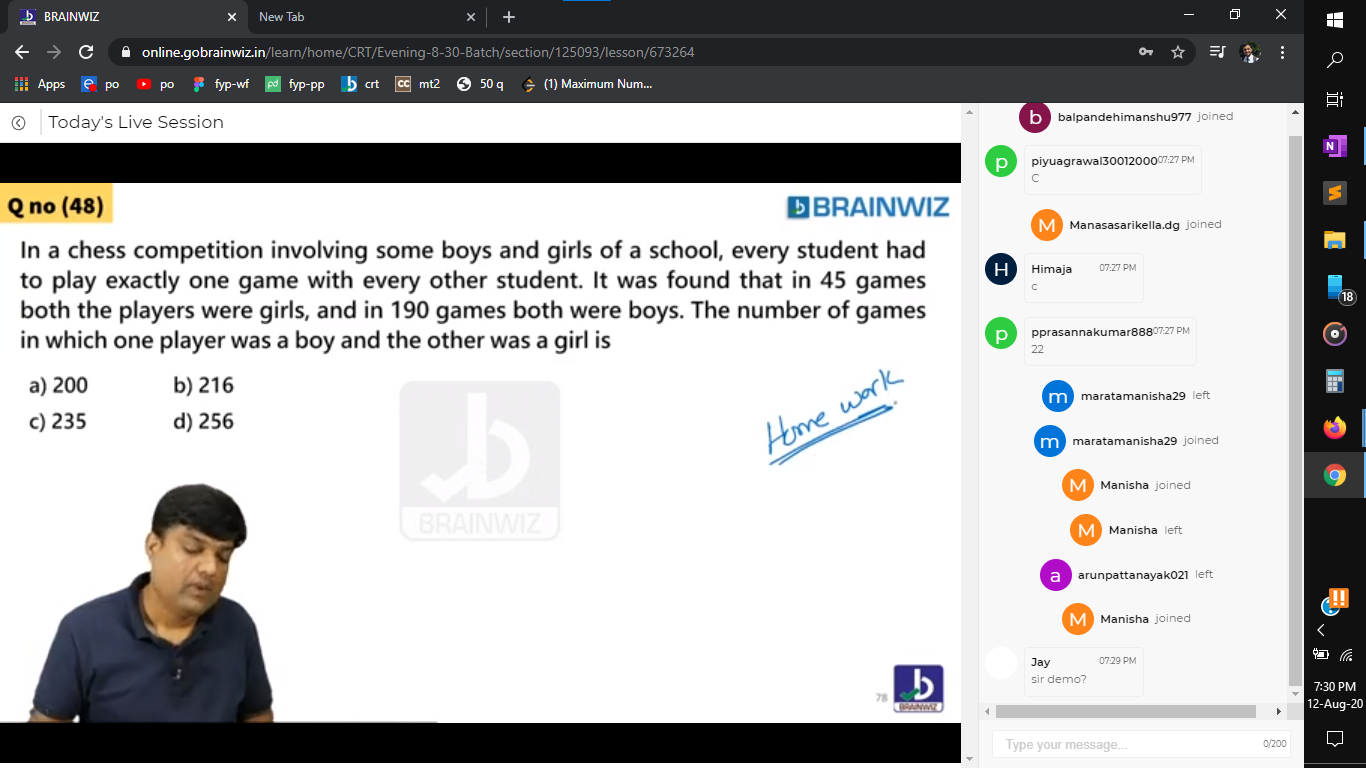 BRAINWIZ
New Tab
online.gobrainwiz.in/learn/home/CRT/Evening-8-30-Batch/section/125093/lesson/673264
Apps
po
po
fyp-wf
fyp-pp
crt
CC
mt2
50 q
(1) Maximum Num...
Today's Live Session
Q no (48)
BRAINWIZ
In a chess competition involving some boys and girls of a school, every student had
to play exactly one game with every other student. It was found that in 45 games
both the players were girls, and in 190 games both were boys. The number of games
in which one player was a boy and the other was a girl is
a) 200 b) 216
c) 235 d) 256
Home work
BRAINWIZ
78
BRAINWIZ
b balpandehimanshu977 joined
p piyuagrawal30012000 07:27 PM
C
M Manasasarikella.dg joined
H Himaja 07:27 PM
c
p pprasannakumar888 07:27 PM
22
m maratamanisha29 left
m maratamanisha29 joined
M Manisha joined
M Manisha left
a arunpattanayak021 left
M Manisha joined
Jay 07:29 PM
sir demo?
Type your message... 0/200
N
18
7:30 PM
12-Aug-20